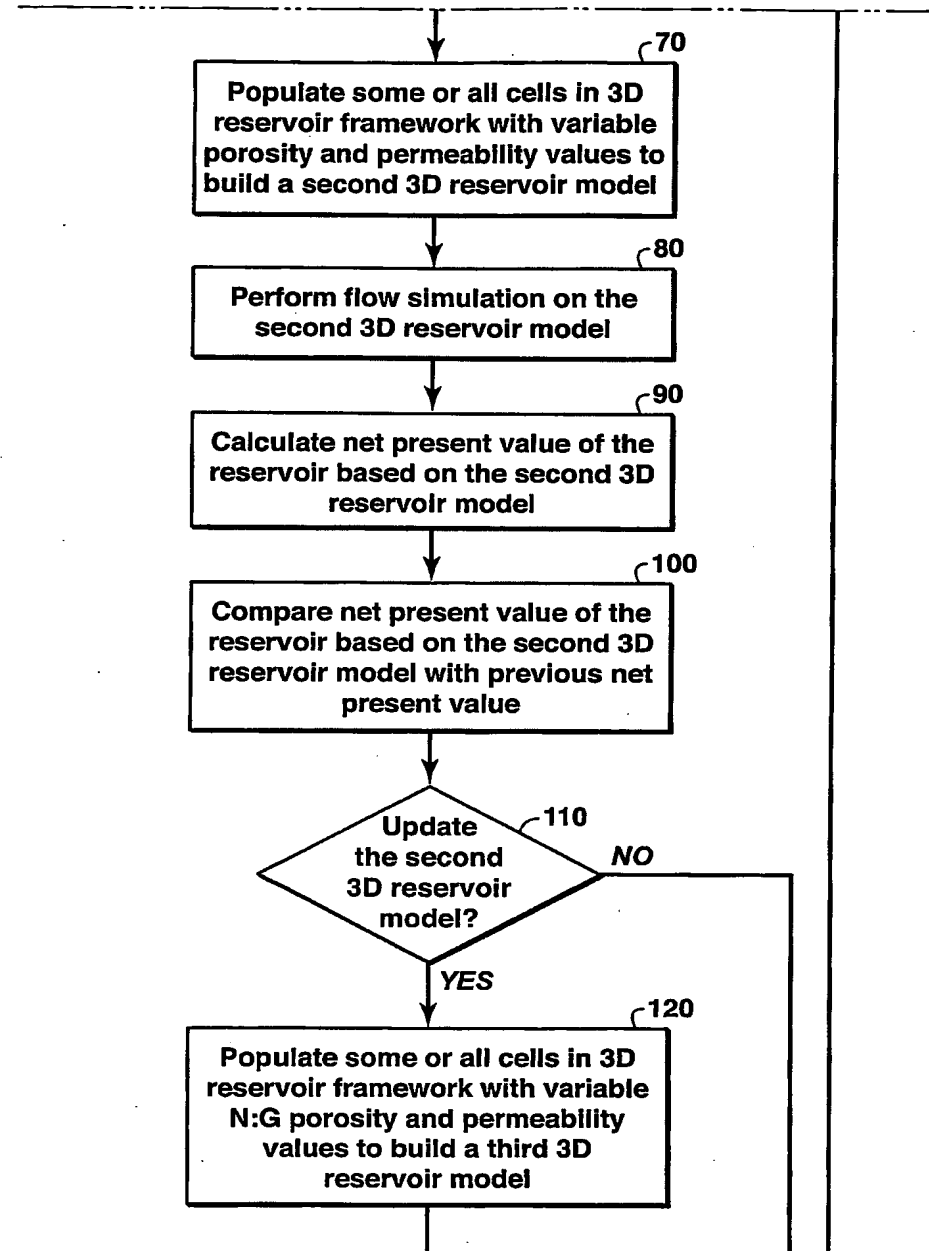 70
Populate some or all cells in 3D
reservoir framework with variable
porosity and permeability values to
build a second 3D reservoir model
80
Perform flow simulation on the
second 3D reservoir model
90
Calculate net present value of the
reservoir based on the second 3D
reservoir model
100
Compare net present value of the
reservoir based on the second 3D
reservoir model with previous net
present value
110
Update
the second
3D reservoir
model?
NO
YES
120
Populate some or all cells in 3D
reservoir framework with variable
N:G porosity and permeability
values to build a third 3D
reservoir model